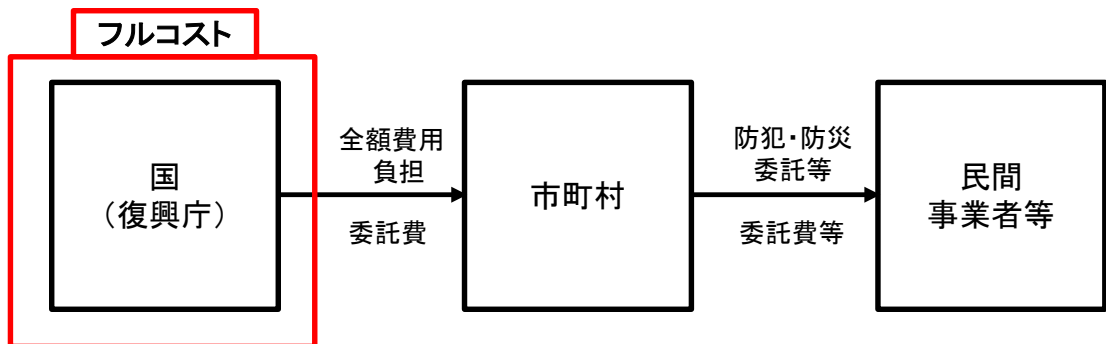 フルコスト
国
（復興庁）
全額費用
負担
委託費
市町村
防犯・防災
委託等
委託費等
民間
事業者等